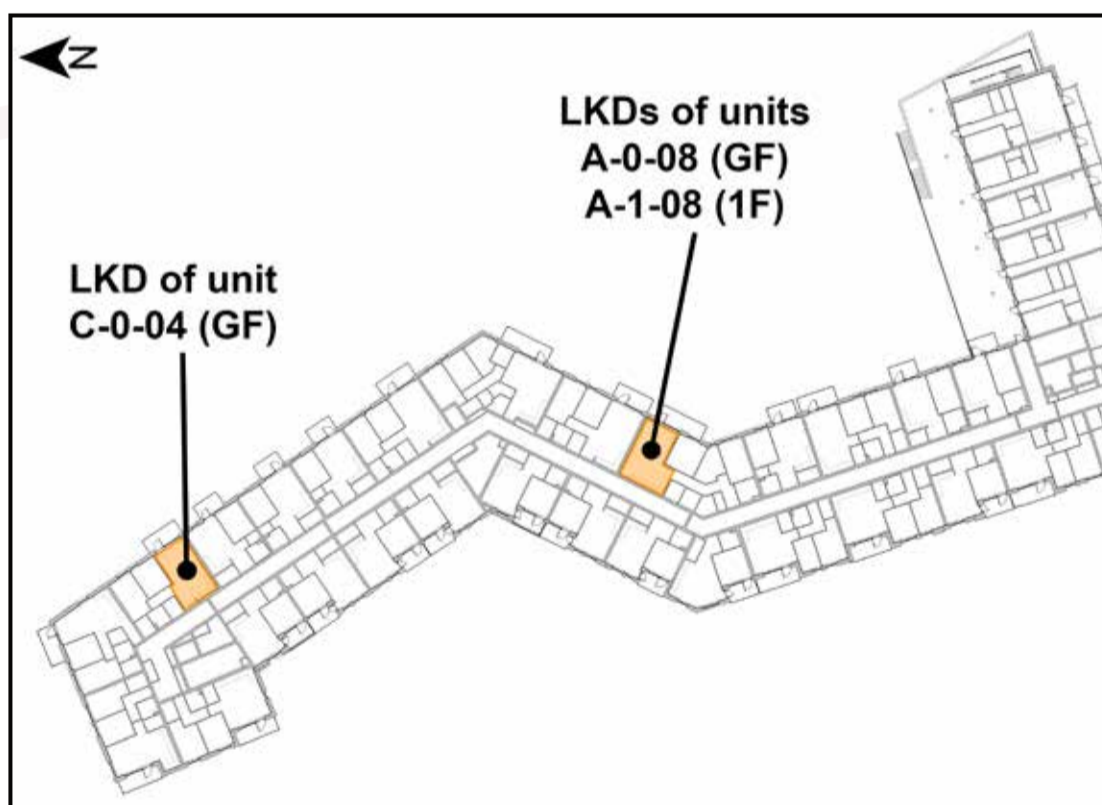 N
LKDs of units
A-0-08 (GF)
A-1-08 (1F)
LKD of unit
C-0-04 (GF)